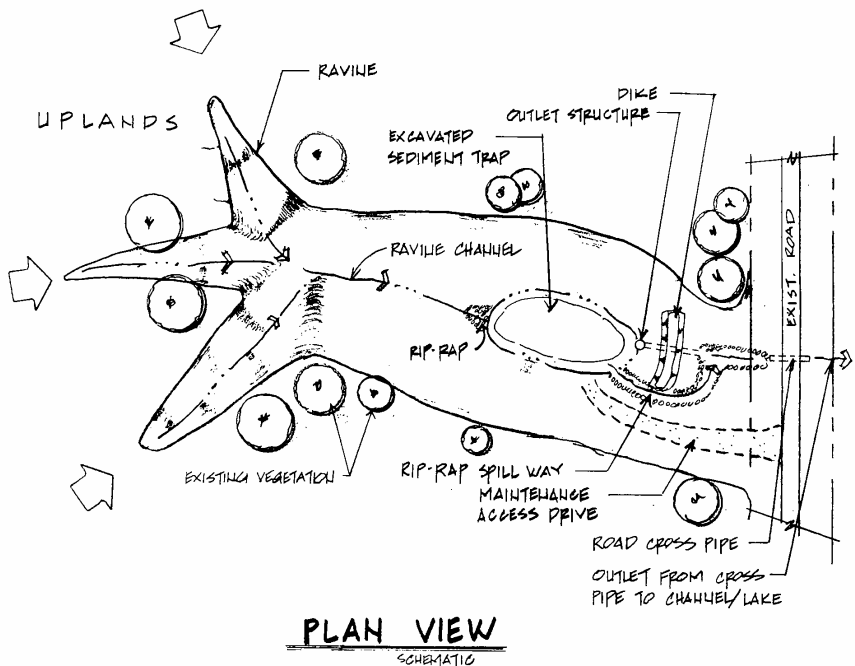 RAVINE
UPLANDS
DIKE
OUTLET STRUCTURE
EXCAVATED
SEDIMENT TRAP
RAVINE CHANNEL
EXIST. ROAD
RIP-RAP
EXISTING VEGETATION
RIP-RAP SPILL WAY
MAINTENANCE
ACCESS DRIVE
ROAD CROSS PIPE
OUTLET FROM CROSS
PIPE TO CHANNEL/LAKE
PLAN VIEW
SCHEMATIC